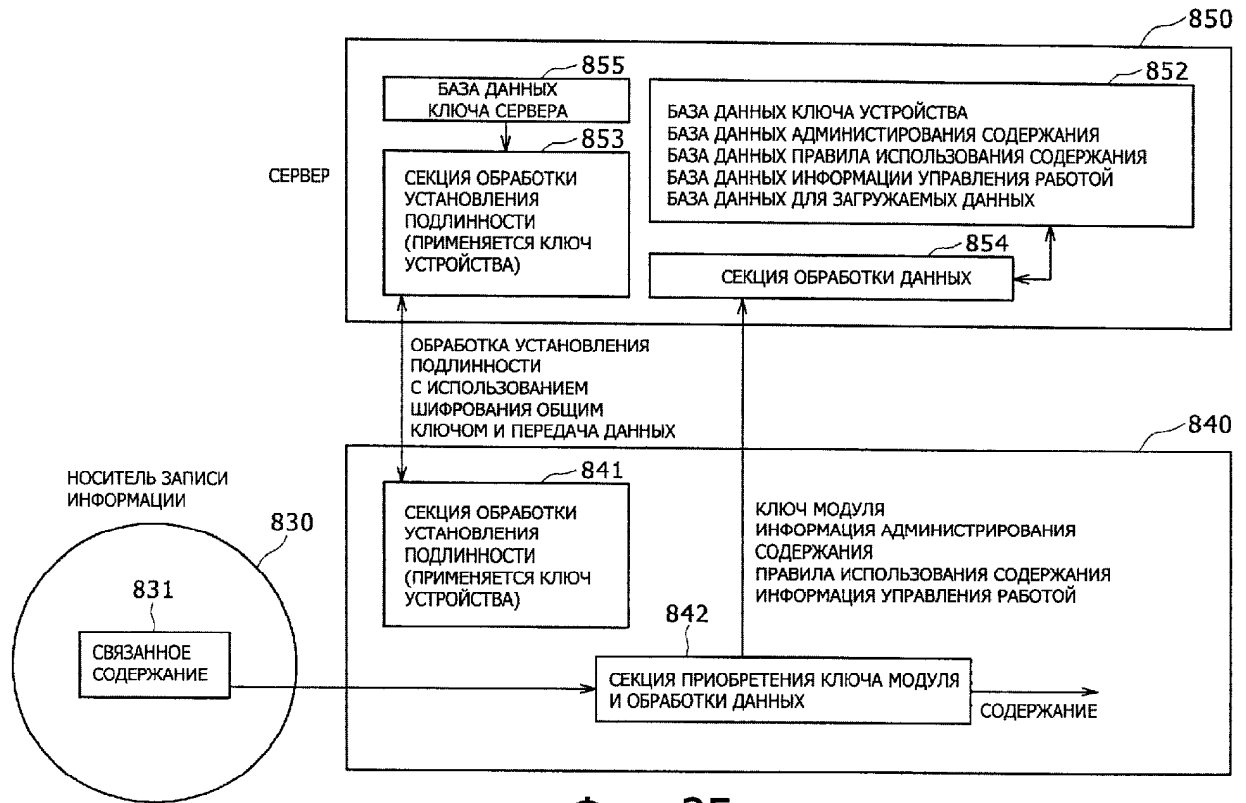 850
855
БАЗА ДАННЫХ
КЛЮЧА СЕРВЕРА
852
БАЗА ДАННЫХ КЛЮЧА УСТРОЙСТВА
БАЗА ДАННЫХ АДМИНИСТИРОВАНИЯ СОДЕРЖАНИЯ
БАЗА ДАННЫХ ПРАВИЛА ИСПОЛЬЗОВАНИЯ СОДЕРЖАНИЯ
БАЗА ДАННЫХ ИНФОРМАЦИИ УПРАВЛЕНИЯ РАБОТОЙ
БАЗА ДАННЫХ ДЛЯ ЗАГРУЖАЕМЫХ ДАННЫХ
853
СЕРВЕР
СЕКЦИЯ ОБРАБОТКИ
УСТАНОВЛЕНИЯ
ПОДЛИННОСТИ
(ПРИМЕНЯЕТСЯ КЛЮЧ
УСТРОЙСТВА)
854
СЕКЦИЯ ОБРАБОТКИ ДАННЫХ
ОБРАБОТКА УСТАНОВЛЕНИЯ
ПОДЛИННОСТИ
С ИСПОЛЬЗОВАНИЕМ
ШИФРОВАНИЯ ОБЩИМ
КЛЮЧОМ И ПЕРЕДАЧА ДАННЫХ
840
НОСИТЕЛЬ ЗАПИСИ
ИНФОРМАЦИИ
830
831
СВЯЗАННОЕ
СОДЕРЖАНИЕ
841
СЕКЦИЯ ОБРАБОТКИ
УСТАНОВЛЕНИЯ
ПОДЛИННОСТИ
(ПРИМЕНЯЕТСЯ КЛЮЧ
УСТРОЙСТВА)
КЛЮЧ МОДУЛЯ
ИНФОРМАЦИЯ АДМИНИСТРИРОВАНИЯ
СОДЕРЖАНИЯ
ПРАВИЛА ИСПОЛЬЗОВАНИЯ СОДЕРЖАНИЯ
ИНФОРМАЦИЯ УПРАВЛЕНИЯ РАБОТОЙ
842
СЕКЦИЯ ПРИОБРЕТЕНИЯ КЛЮЧА МОДУЛЯ
И ОБРАБОТКИ ДАННЫХ
СОДЕРЖАНИЕ